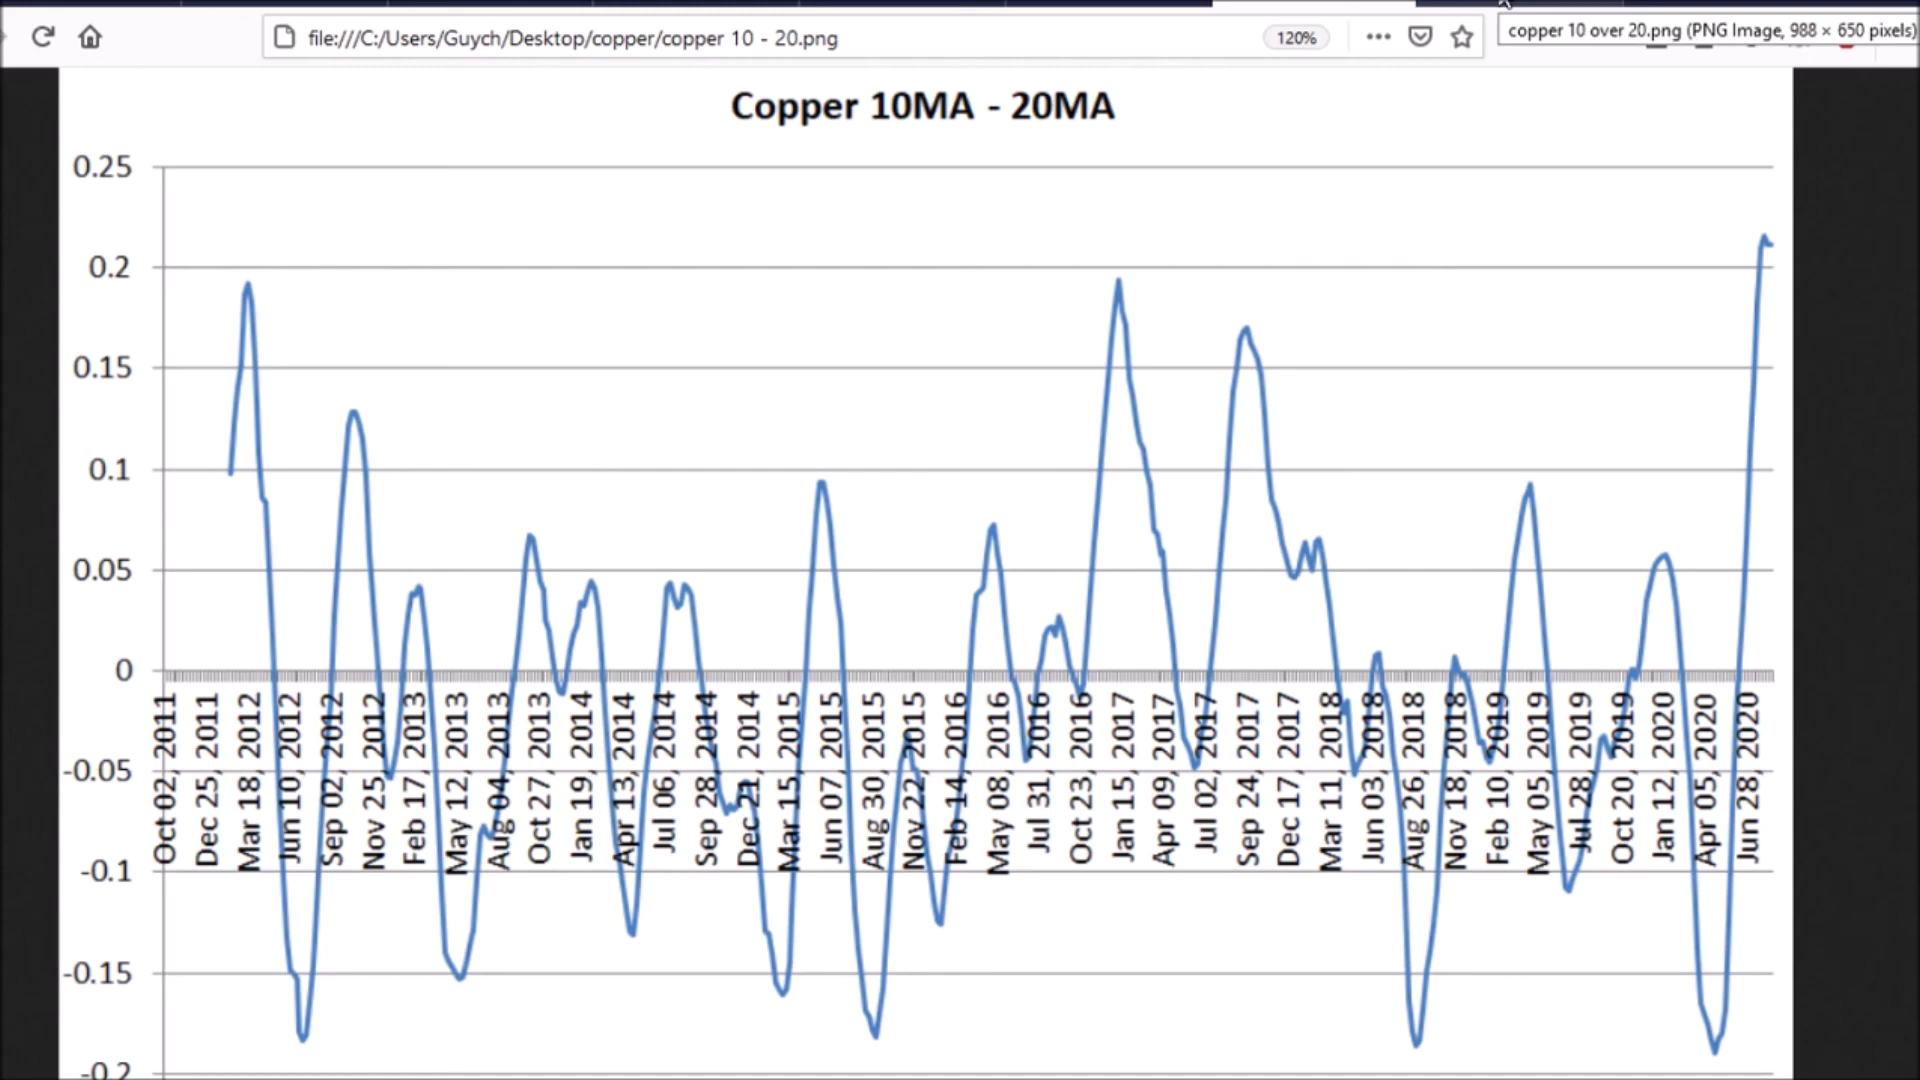 file:///C:/Users/Guych/Desktop/copper/copper 10 - 20.png
120%
copper 10 over 20.png (PNG Image, 988 × 650 pixels)
Copper 10MA - 20MA
0.25
0.2
0.15
0.1
0.05
0
-0.05
-0.1
-0.15
-0.2
Oct 02, 2011
Dec 25, 2011
Mar 18, 2012
Jun 10, 2012
Sep 02, 2012
Nov 25, 2012
Feb 17, 2013
May 12, 2013
Aug 04, 2013
Oct 27, 2013
Jan 19, 2014
Apr 13, 2014
Jul 06, 2014
Sep 28, 2014
Dec 21, 2014
Mar 15, 2015
Jun 07, 2015
Aug 30, 2015
Nov 22, 2015
Feb 14, 2016
May 08, 2016
Jul 31, 2016
Oct 23, 2016
Jan 15, 2017
Apr 09, 2017
Jul 02, 2017
Sep 24, 2017
Dec 17, 2017
Mar 11, 2018
Jun 03, 2018
Aug 26, 2018
Nov 18, 2018
Feb 10, 2019
May 05, 2019
Jul 28, 2019
Oct 20, 2019
Jan 12, 2020
Apr 05, 2020
Jun 28, 2020